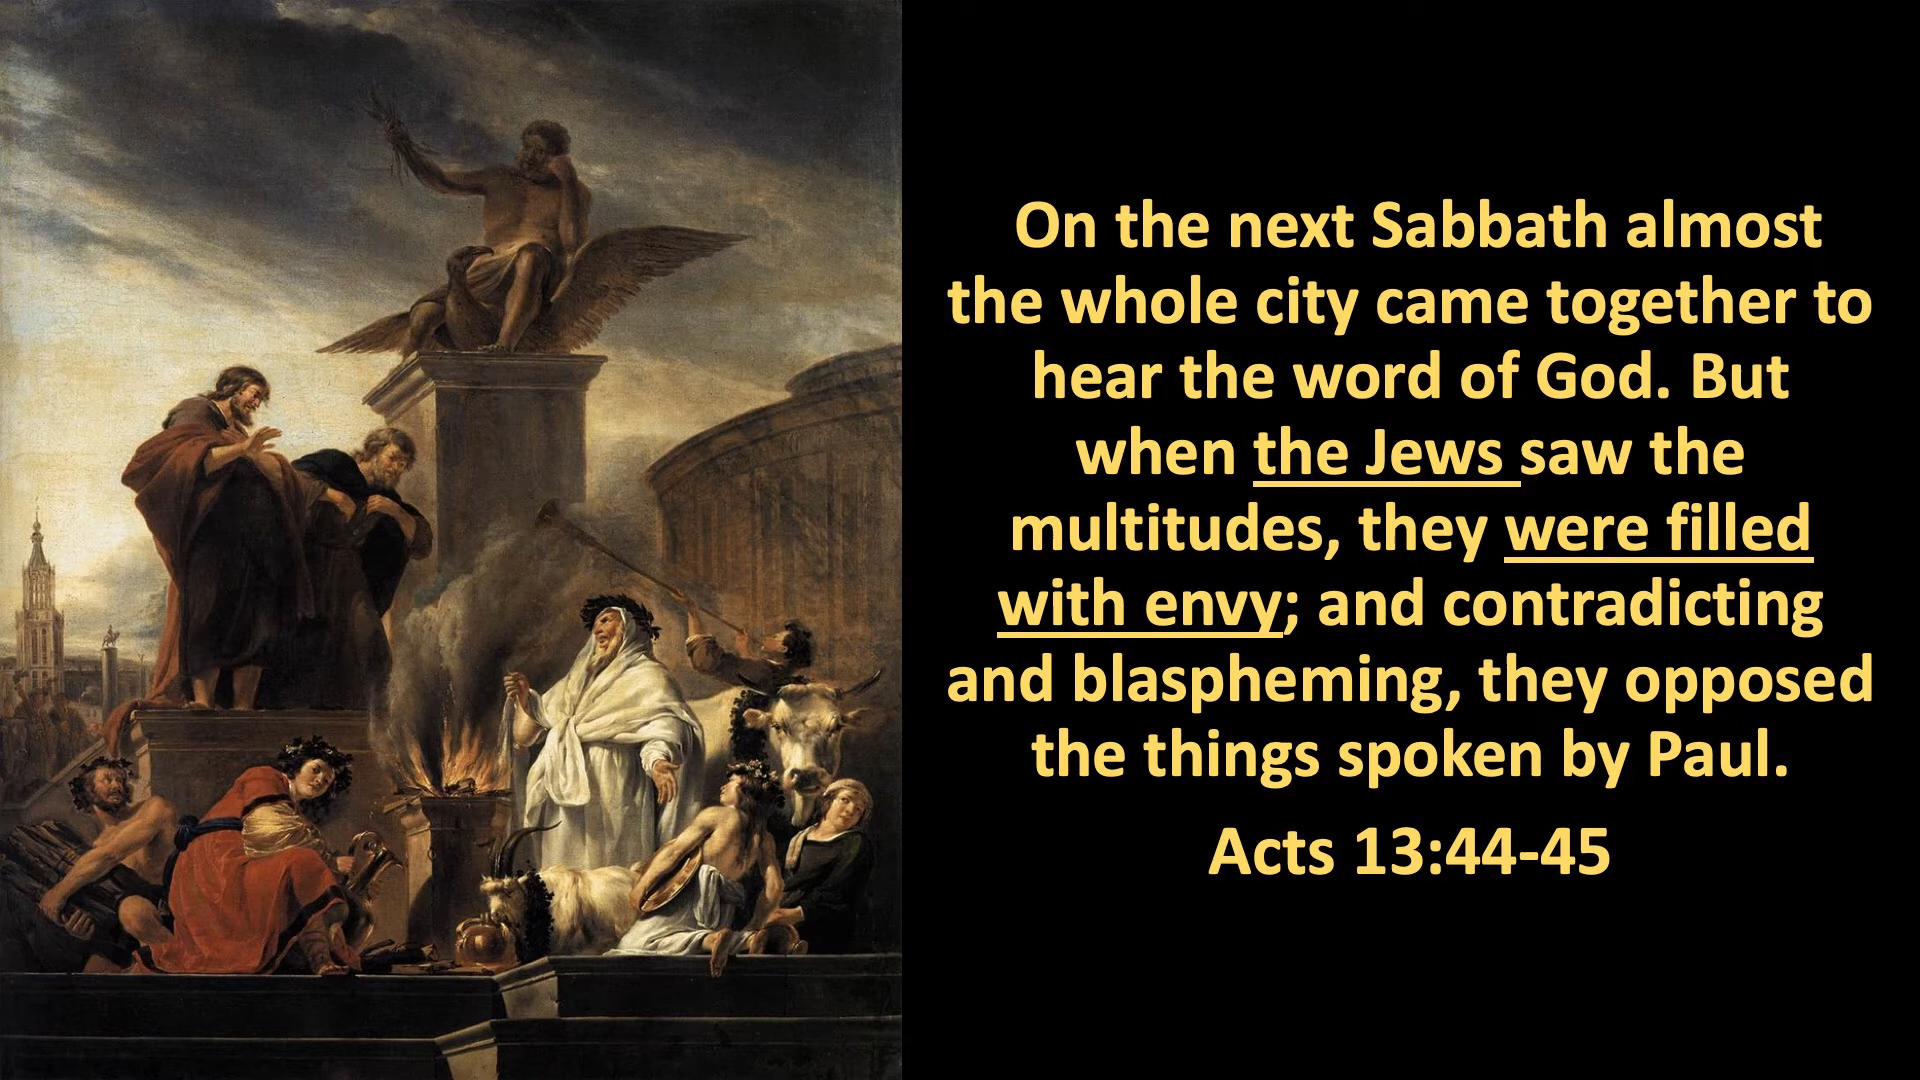 On the next Sabbath almost
the whole city came together to
hear the word of God. But
when the Jews saw the
multitudes, they were filled
with envy; and contradicting
and blaspheming, they opposed
the things spoken by Paul.
Acts 13:44-45